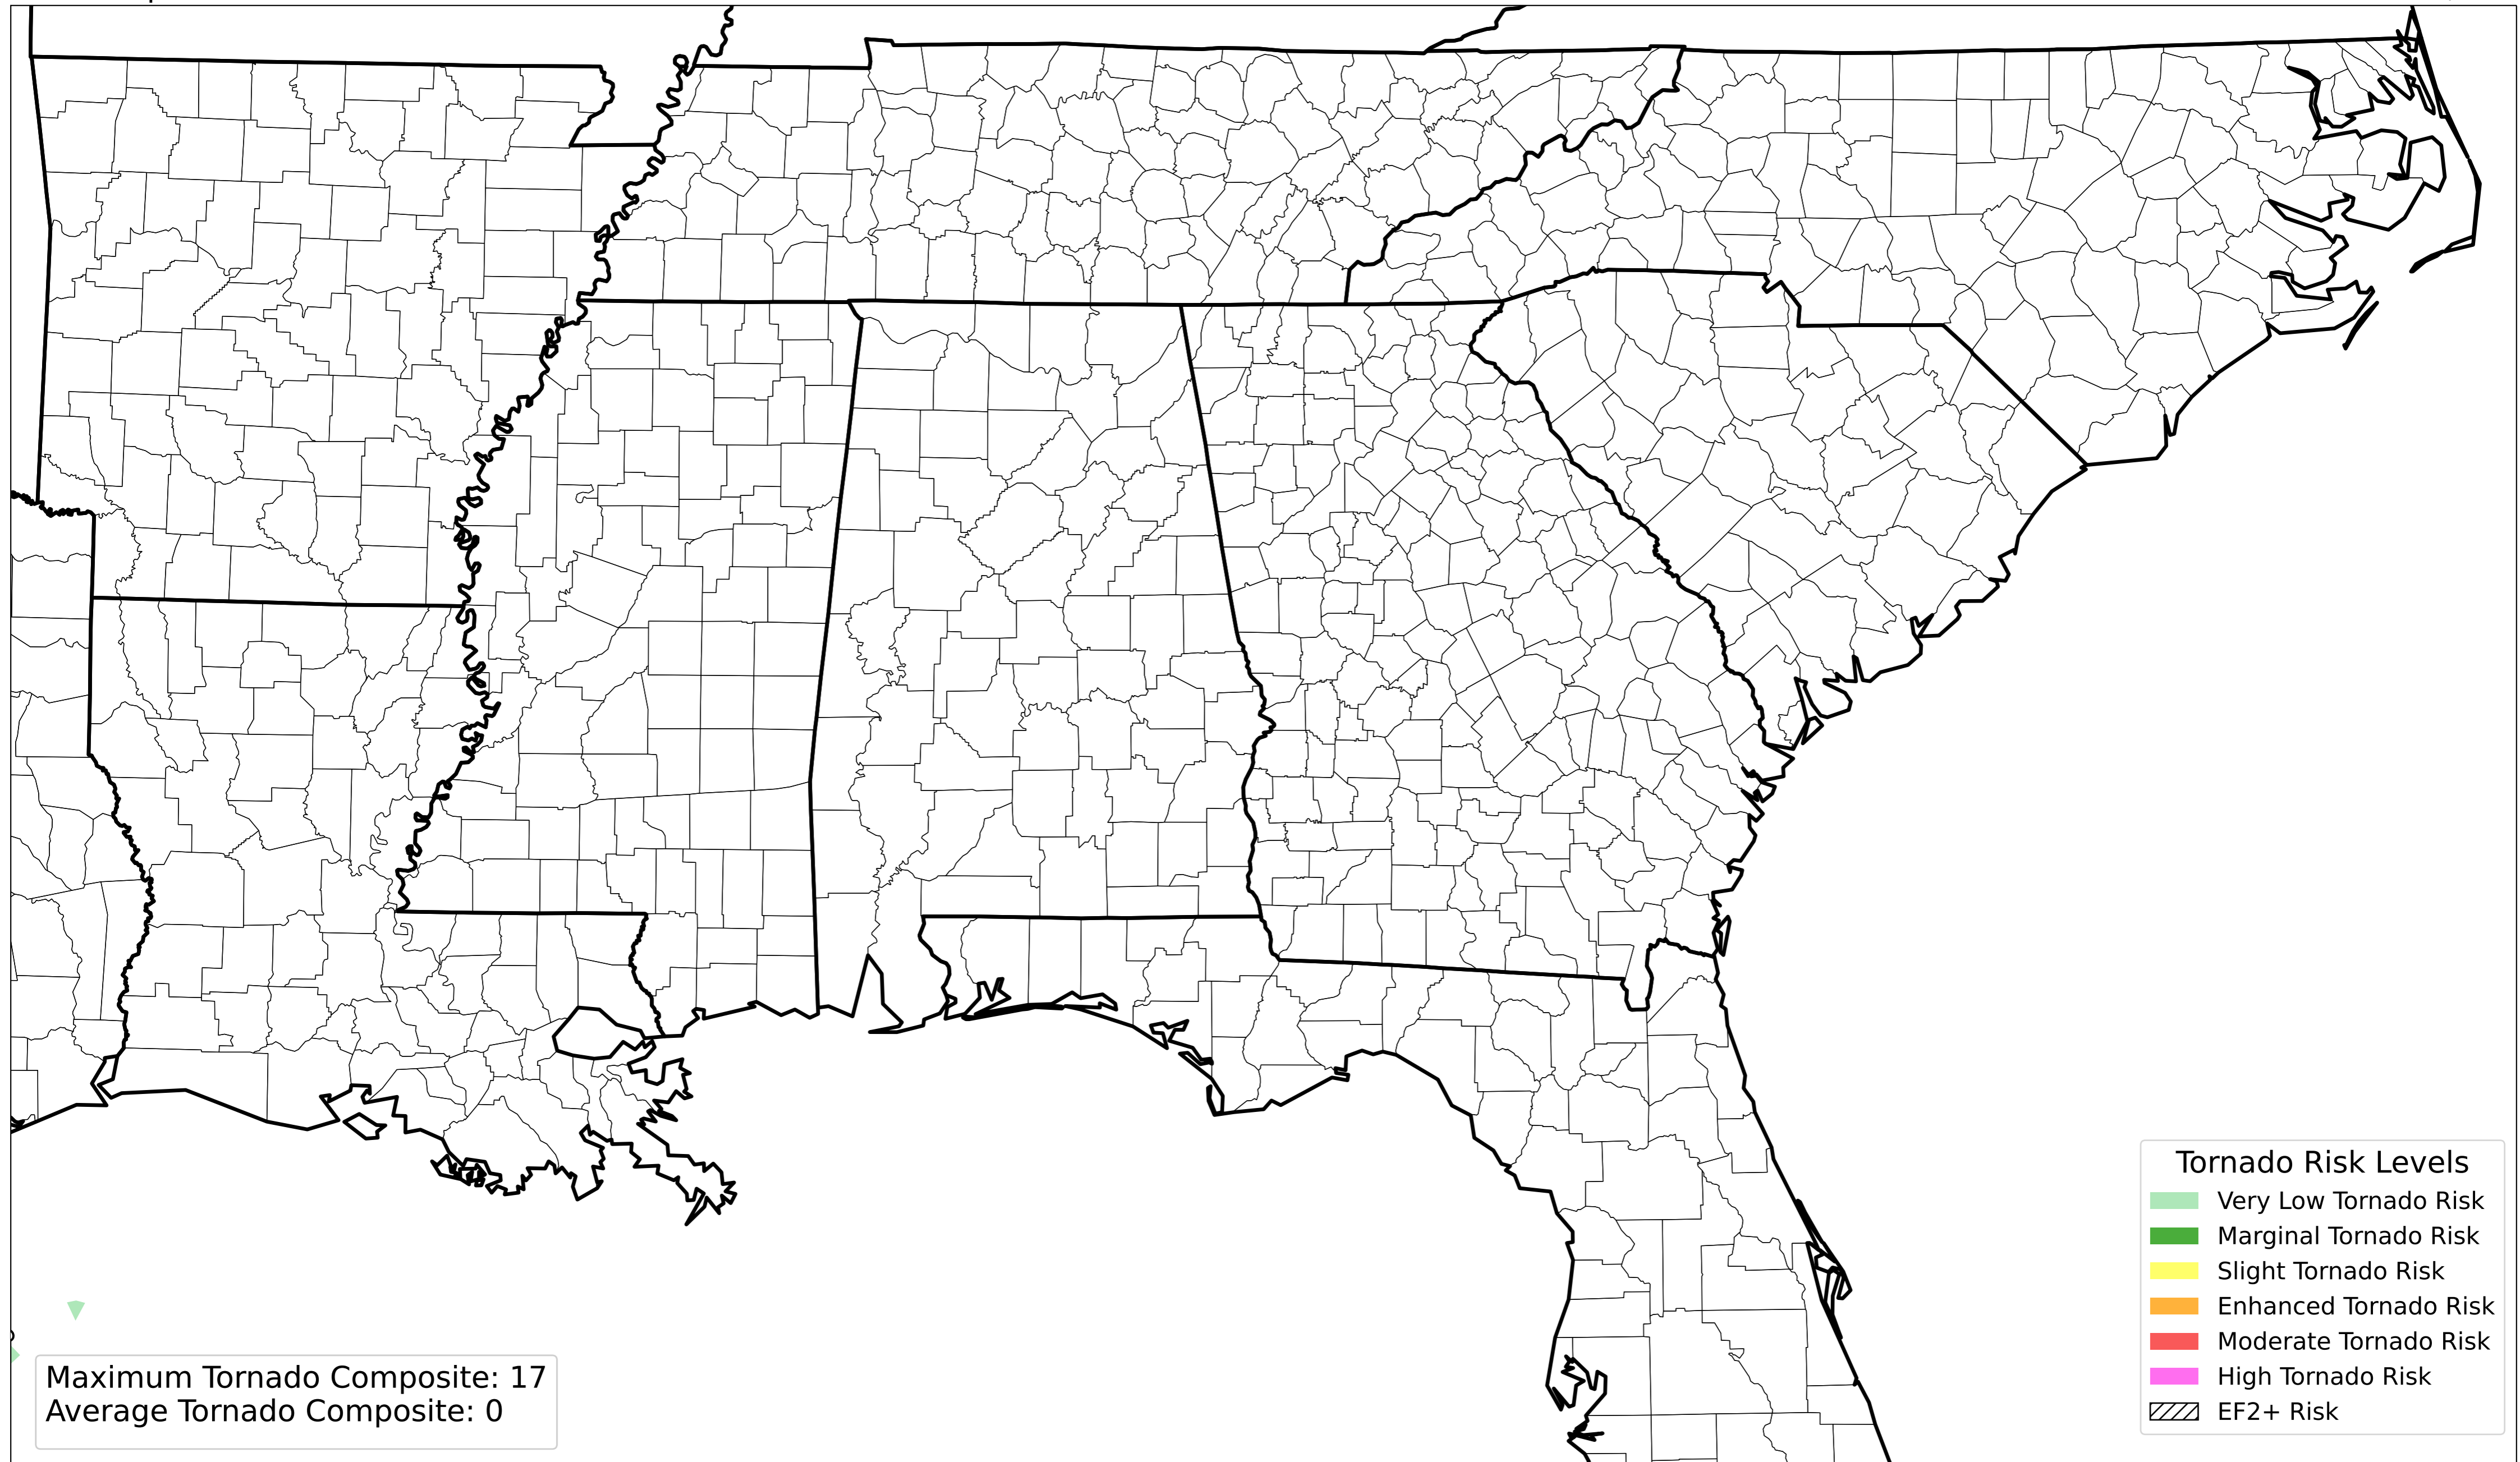 Tornado Risk Levels
Very Low Tornado Risk
Marginal Tornado Risk
Slight Tornado Risk
Enhanced Tornado Risk
Moderate Tornado Risk
High Tornado Risk
EF2+ Risk
Maximum Tornado Composite: 17
Average Tornado Composite: 0